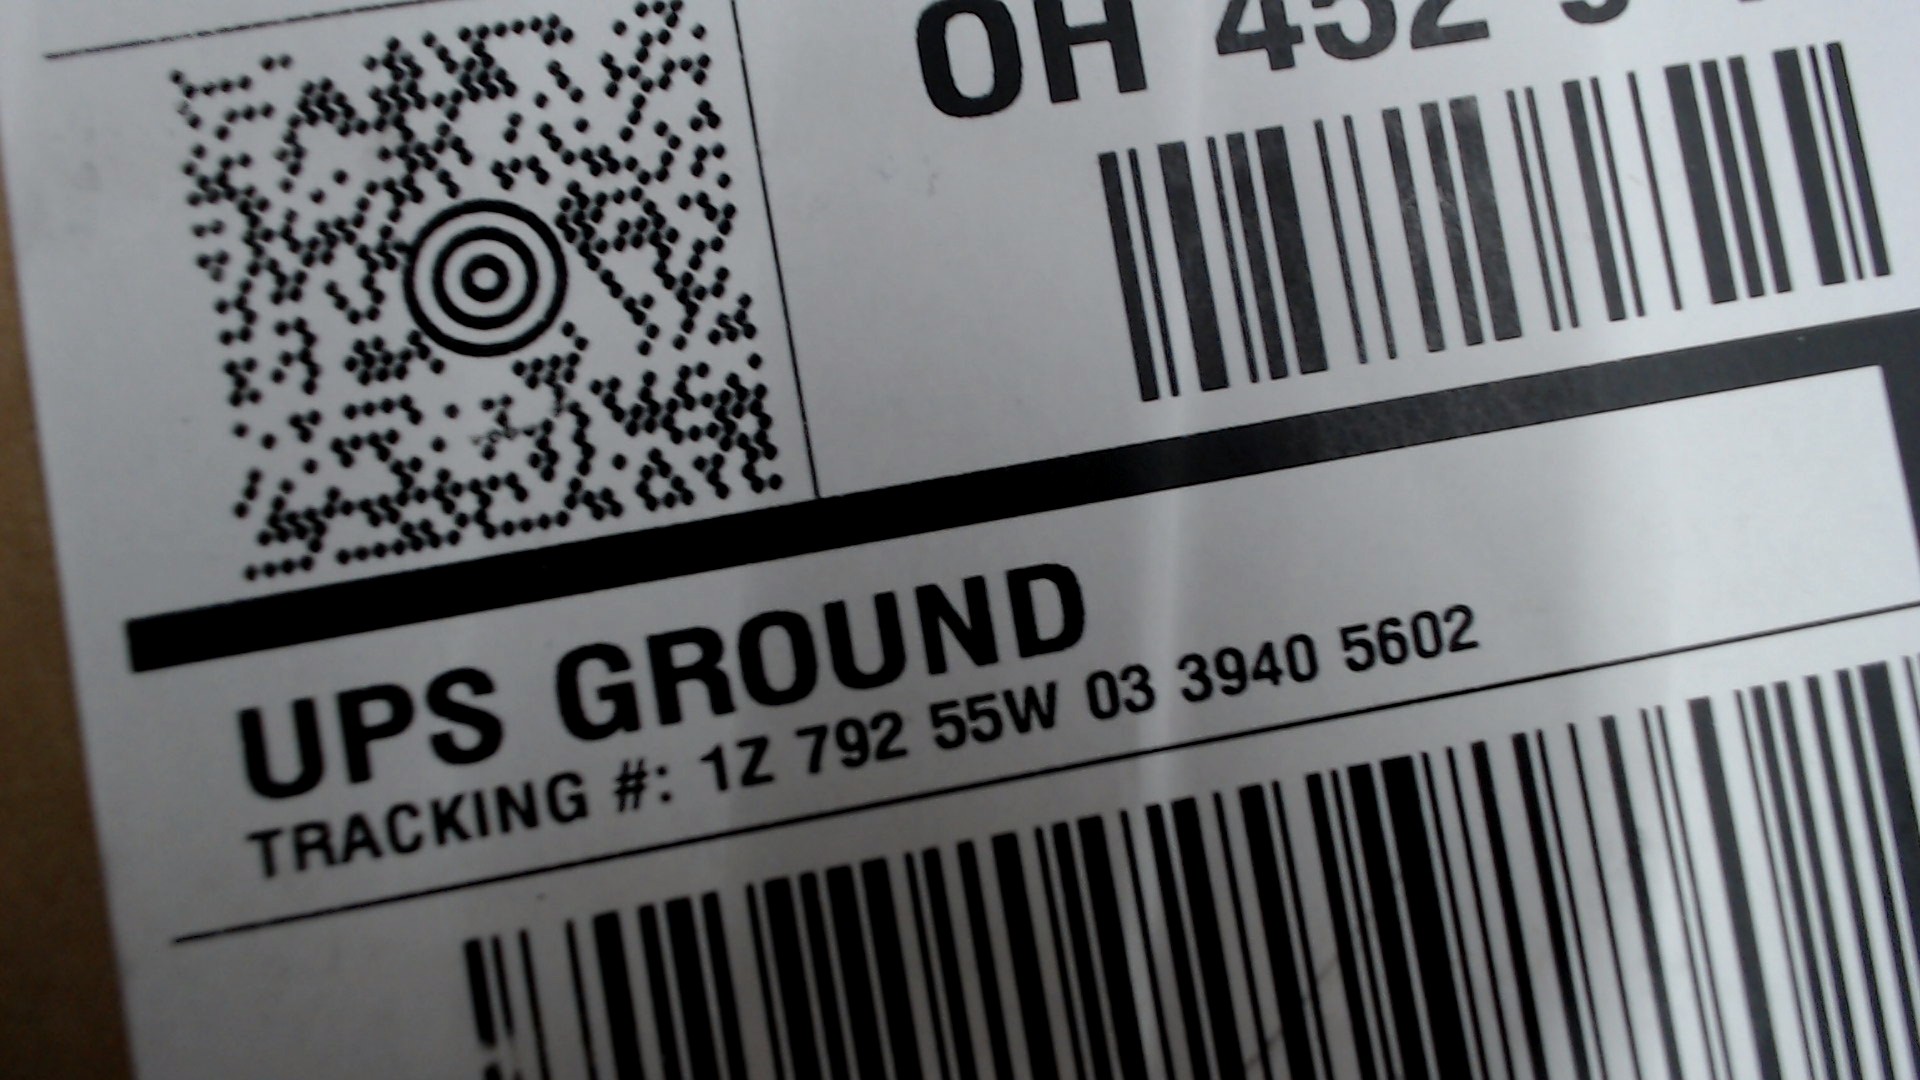 OH 452
UPS GROUND
TRACKING #: 1Z 792 55W 03 3940 5602